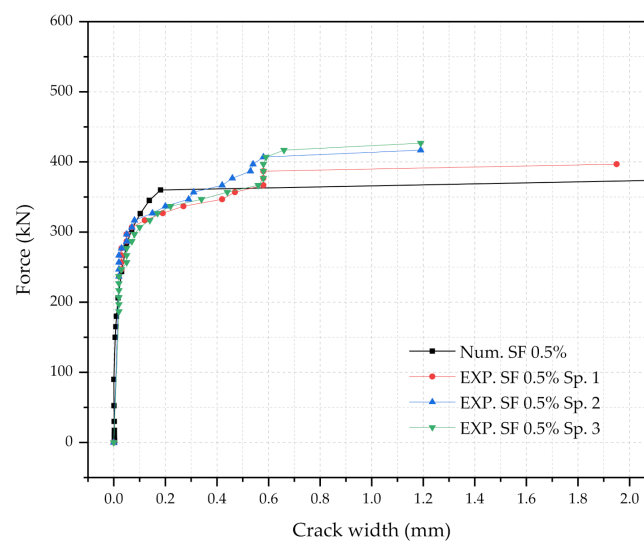 600
500
400
300
200
100
0
Force (kN)
Num. SF 0.5%
EXP. SF 0.5% Sp. 1
EXP. SF 0.5% Sp. 2
EXP. SF 0.5% Sp. 3
0.0 0.2 0.4 0.6 0.8 1.0 1.2 1.4 1.6 1.8 2.0
Crack width (mm)